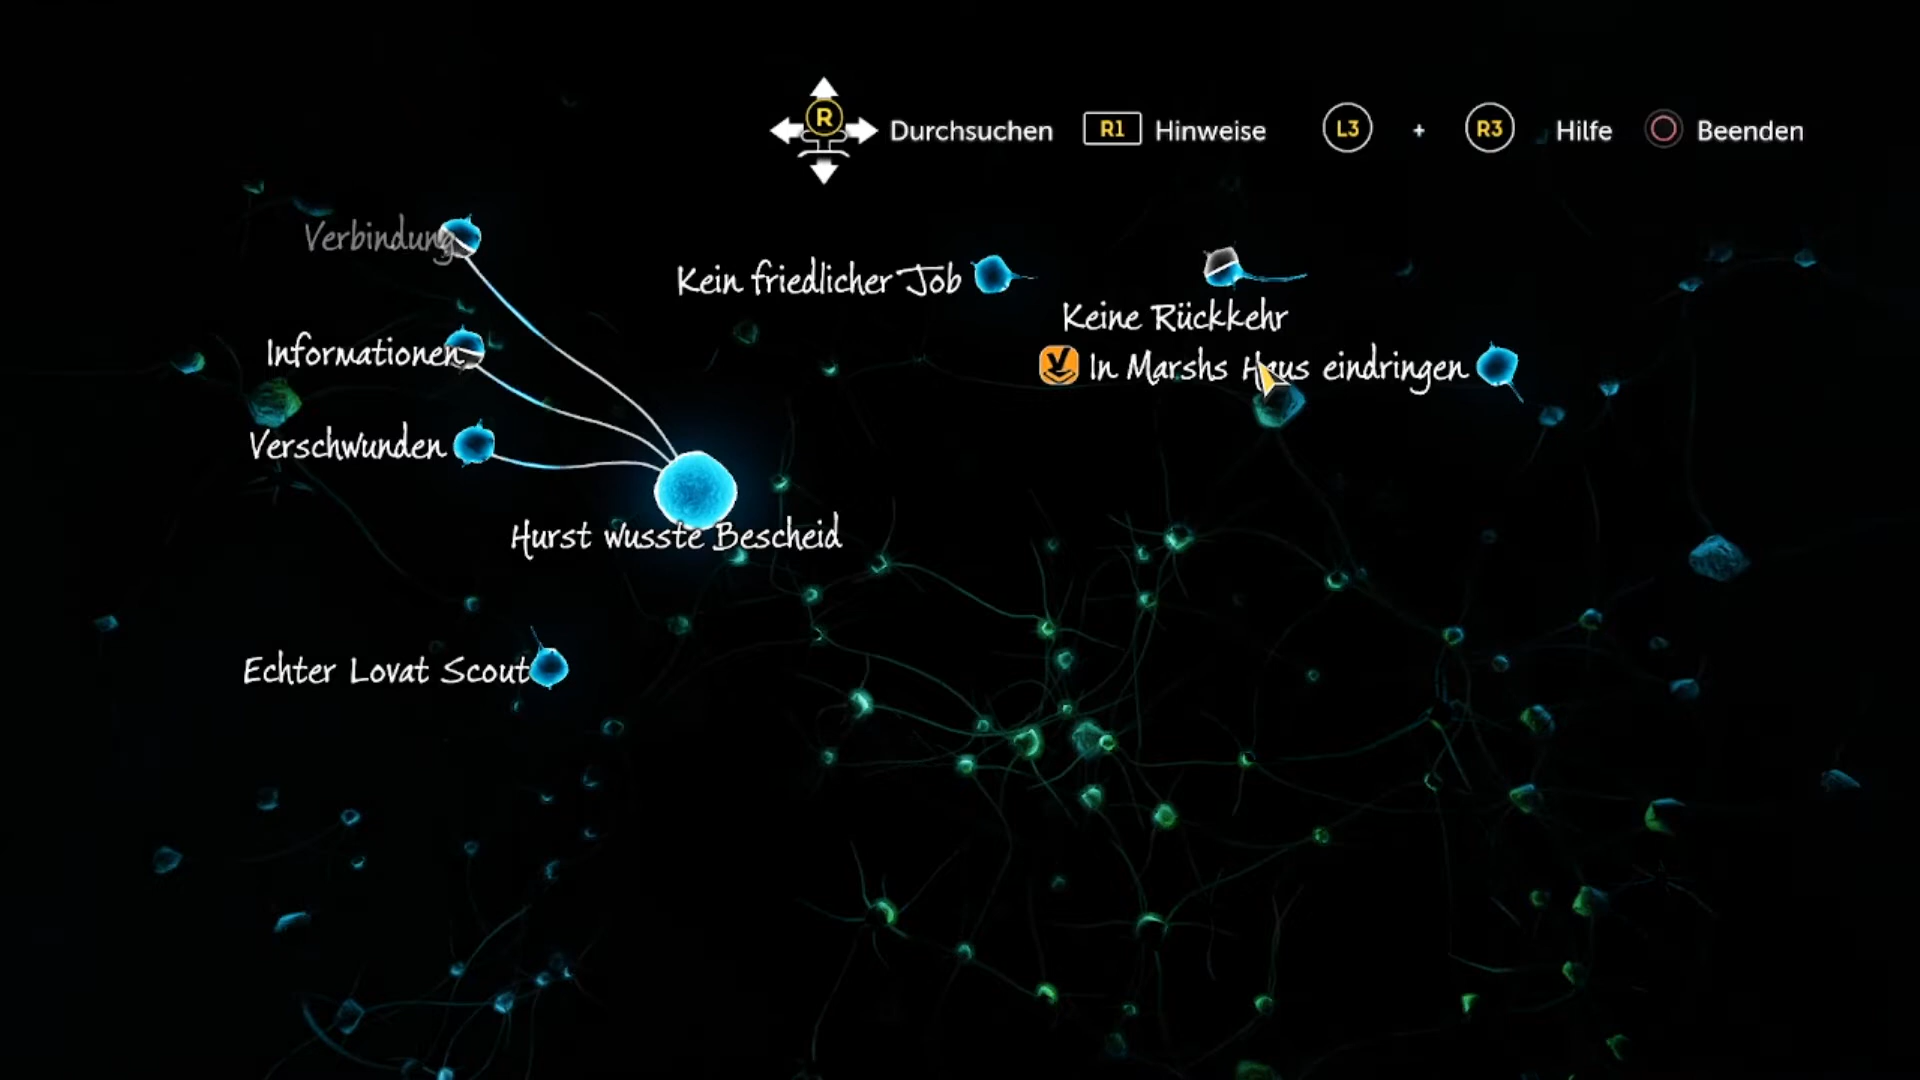 R Durchsuchen R1 Hinweise L3 + R3 Hilfe Beenden
Verbindung
Kein friedlicher Job
Keine Rückkehr
Informationen
In Marshs Haus eindringen
Verschwunden
Hurst wusste Bescheid
Echter Lovat Scout